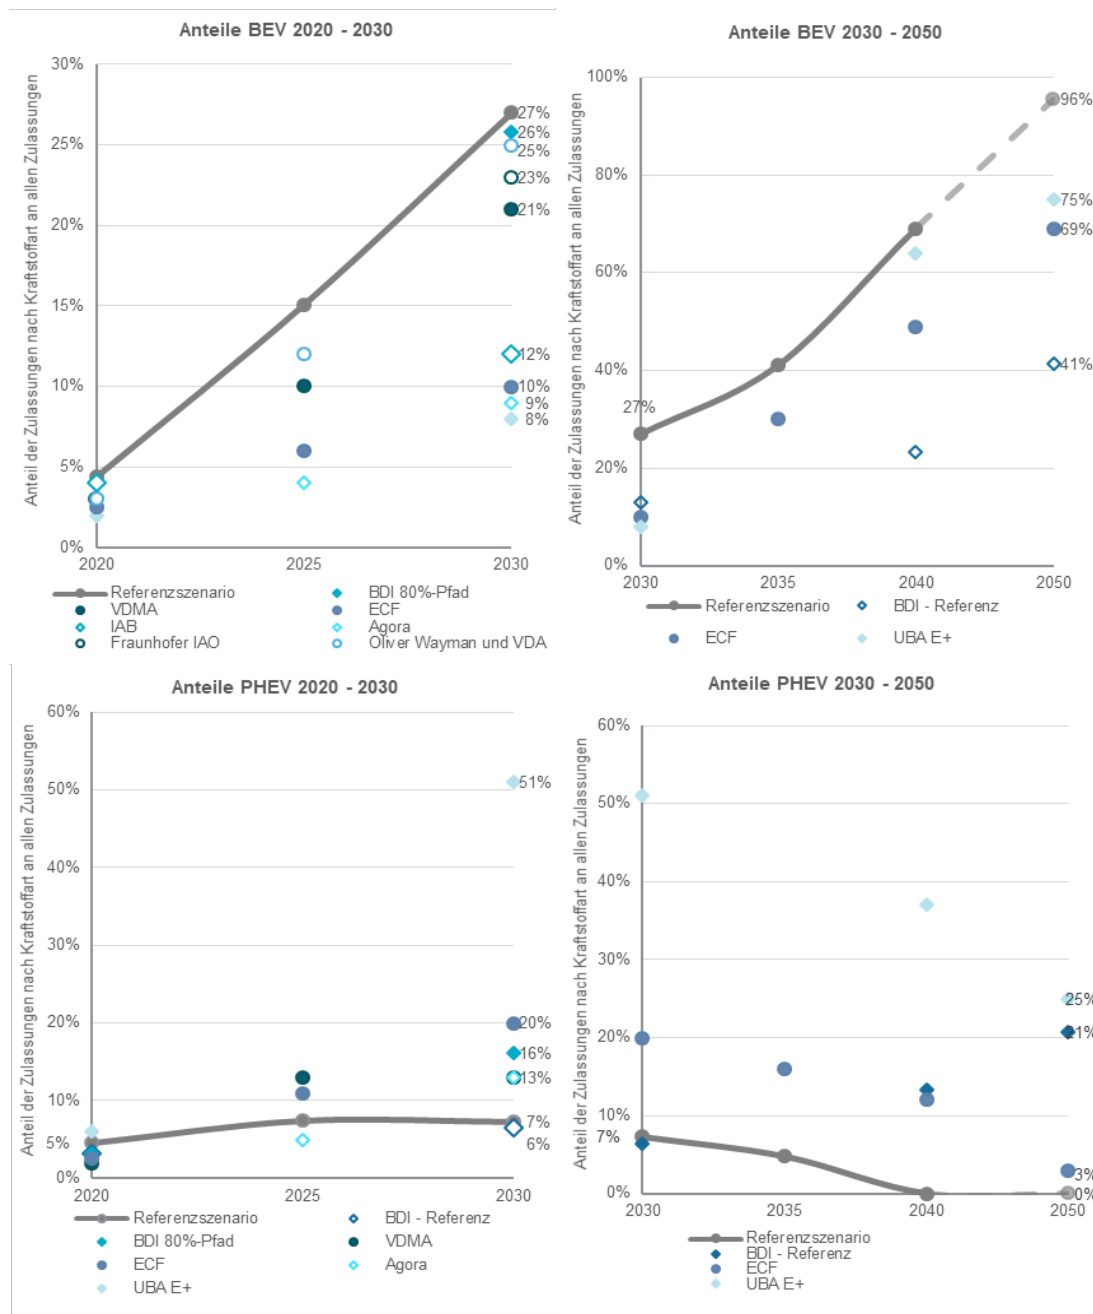 Anteile BEV 2020 - 2030
Anteil der Zulassungen nach Kraftstoffart an allen Zulassungen
30%
25%
20%
15%
10%
5%
0%
27%
26%
25%
23%
21%
12%
10%
9%
8%
2020 2025 2030
Referenzszenario BDI 80%-Pfad
VDMA ECF
IAB Agora
Fraunhofer IAO Oliver Wayman und VDA
Anteile BEV 2030 - 2050
Anteil der Zulassungen nach Kraftstoffart an allen Zulassungen
100%
80%
60%
40%
20%
0%
27%
96%
75%
69%
41%
2030 2035 2040 2050
Referenzszenario BDI - Referenz
ECF UBA E+
Anteile PHEV 2020 - 2030
Anteil der Zulassungen nach Kraftstoffart an allen Zulassungen
60%
50%
40%
30%
20%
10%
5%
0%
51%
20%
16%
13%
7%
6%
2020 2025 2030
Referenzszenario BDI - Referenz
BDI 80%-Pfad VDMA
ECF Agora
UBA E+
Anteile PHEV 2030 - 2050
Anteil der Zulassungen nach Kraftstoffart an allen Zulassungen
60%
50%
40%
30%
20%
10%
7%
0%
25%
21%
3%
0%
2030 2035 2040 2050
Referenzszenario
BDI - Referenz
ECF
UBA E+